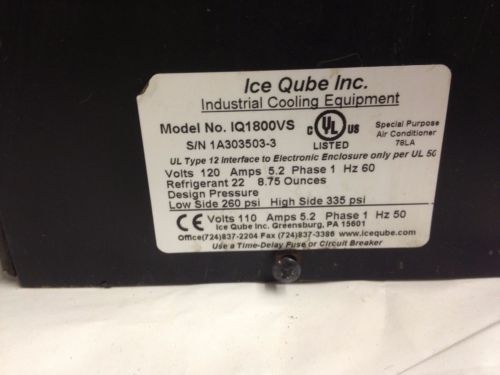 Ice Qube Inc.
Industrial Cooling Equipment
Model No. IQ1800VS
S/N 1A303503-3
C UL US
LISTED
Special Purpose
Air Conditioner
78LA
UL Type 12 Interface to Electronic Enclosure only per UL 50
Volts 120 Amps 5.2 Phase 1 Hz 60
Refrigerant 22 8.75 Ounces
Design Pressure
Low Side 260 psi High Side 335 psi
CE Volts 110 Amps 5.2 Phase 1 Hz 50
Ice Qube Inc. Greensburg, PA 15601
Office(724)837-2204 Fax (724)837-3386 www.iceqube.com
Use a Time-Delay Fuse or Circuit Breaker